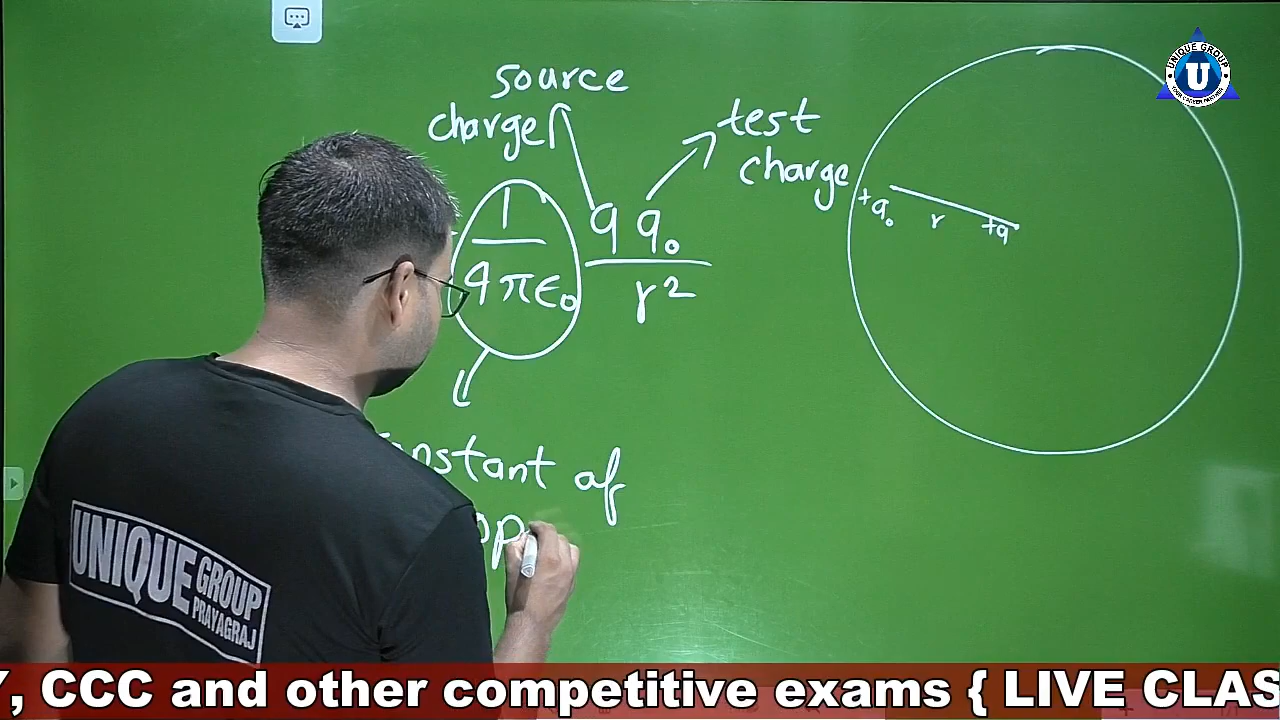 source
charge
test
charge
1
4πε₀
q q₀
r²
+q₀
r
+q
of
UNIQUE
GROUP
PRAYAGRAJ
UNIQUE GROUP
U
, CCC and other competitive exams { LIVE CLAS